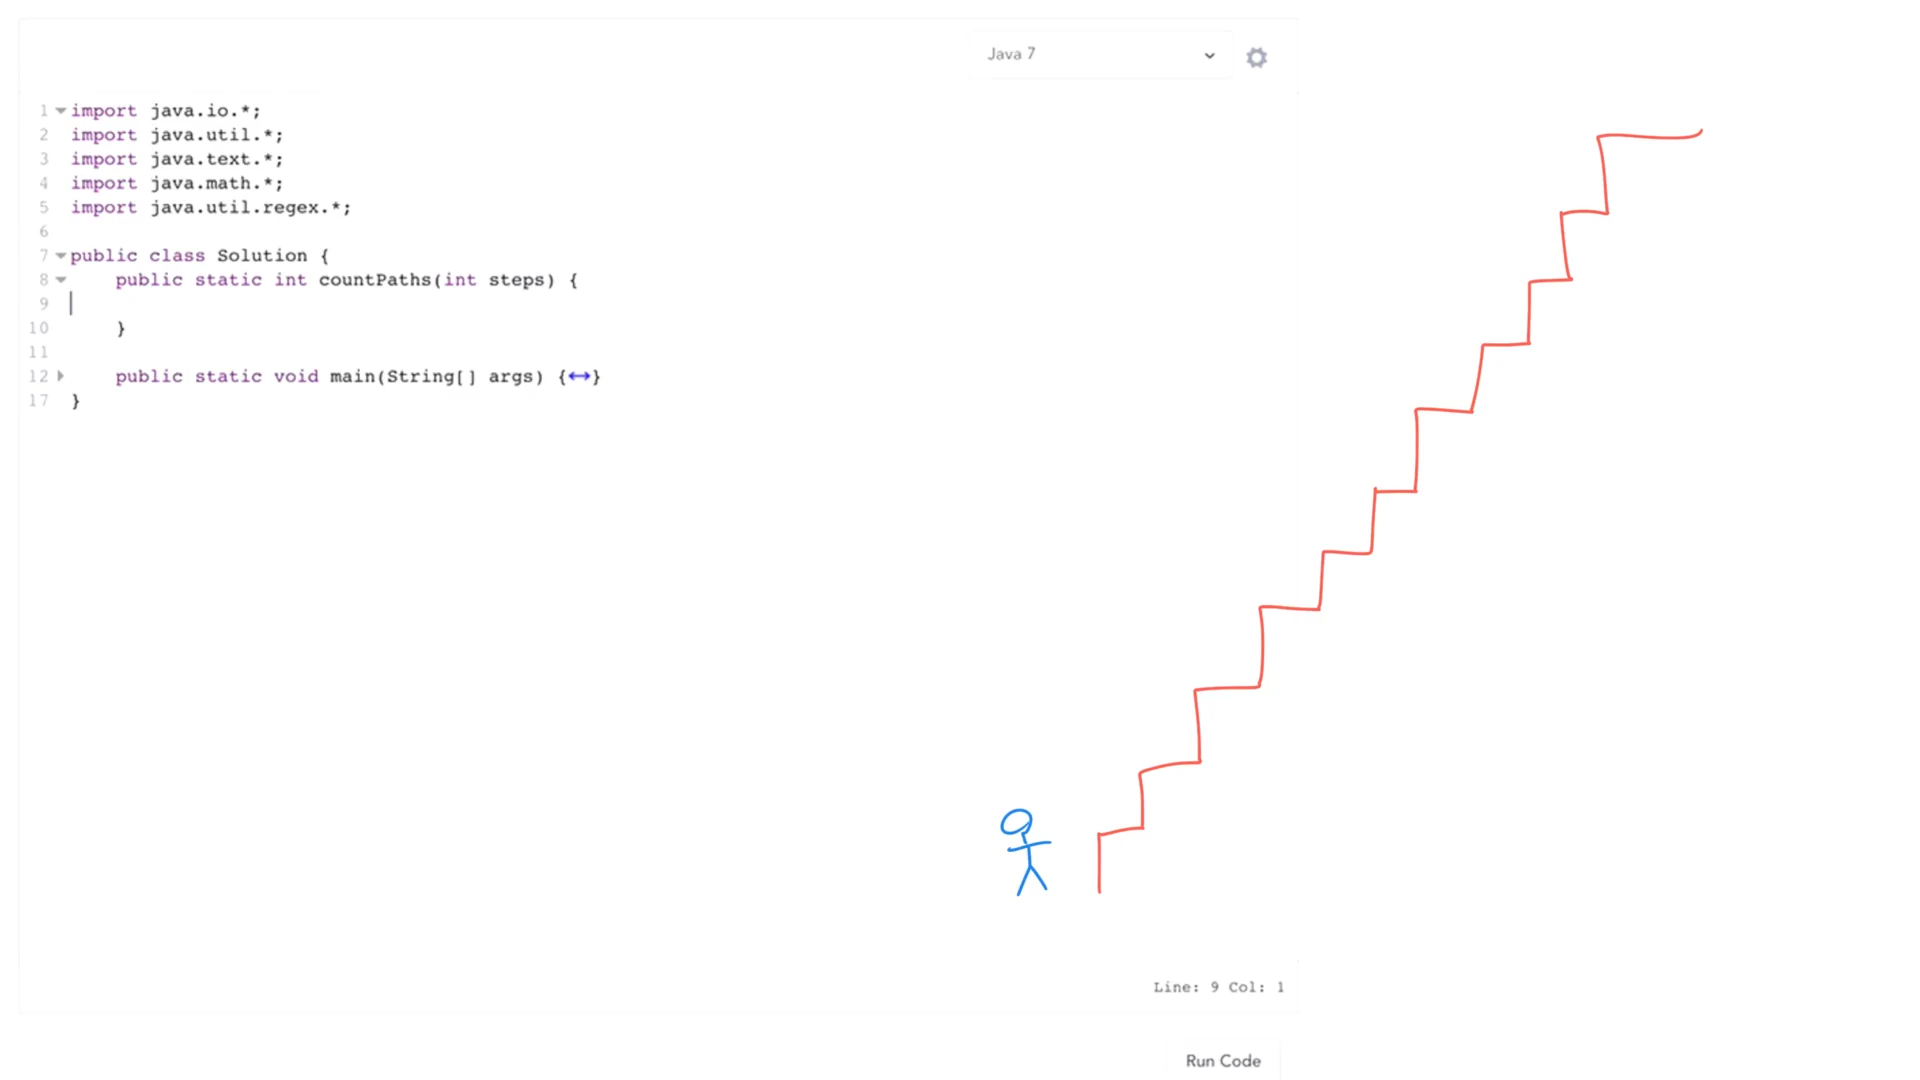 Java 7
1 import java.io.*;
2 import java.util.*;
3 import java.text.*;
4 import java.math.*;
5 import java.util.regex.*;
6
7 public class Solution {
8 public static int countPaths(int steps) {
9
10 }
11
12 public static void main(String[] args) {↔}
17 }
Line: 9 Col: 1
Run Code